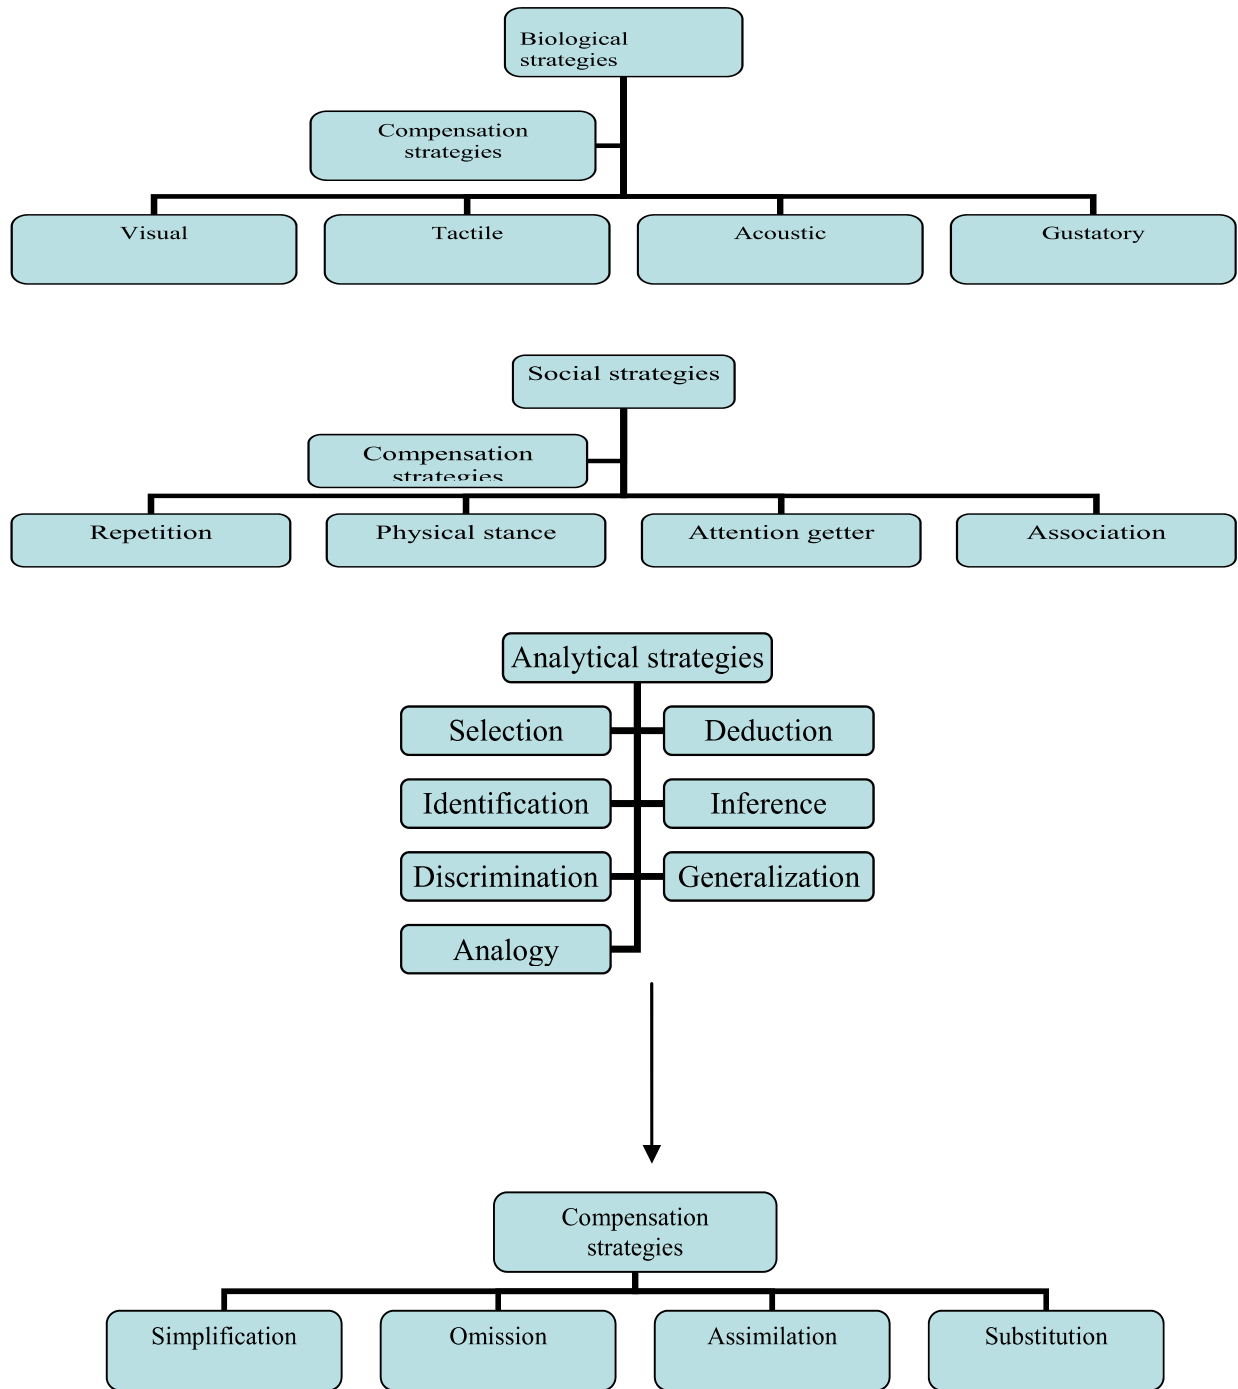 Biological
strategies
Compensation
strategies
Visual
Tactile
Acoustic
Gustatory
Social strategies
Compensation
strategies
Repetition
Physical stance
Attention getter
Association
Analytical strategies
Selection
Deduction
Identification
Inference
Discrimination
Generalization
Analogy
Compensation
strategies
Simplification
Omission
Assimilation
Substitution